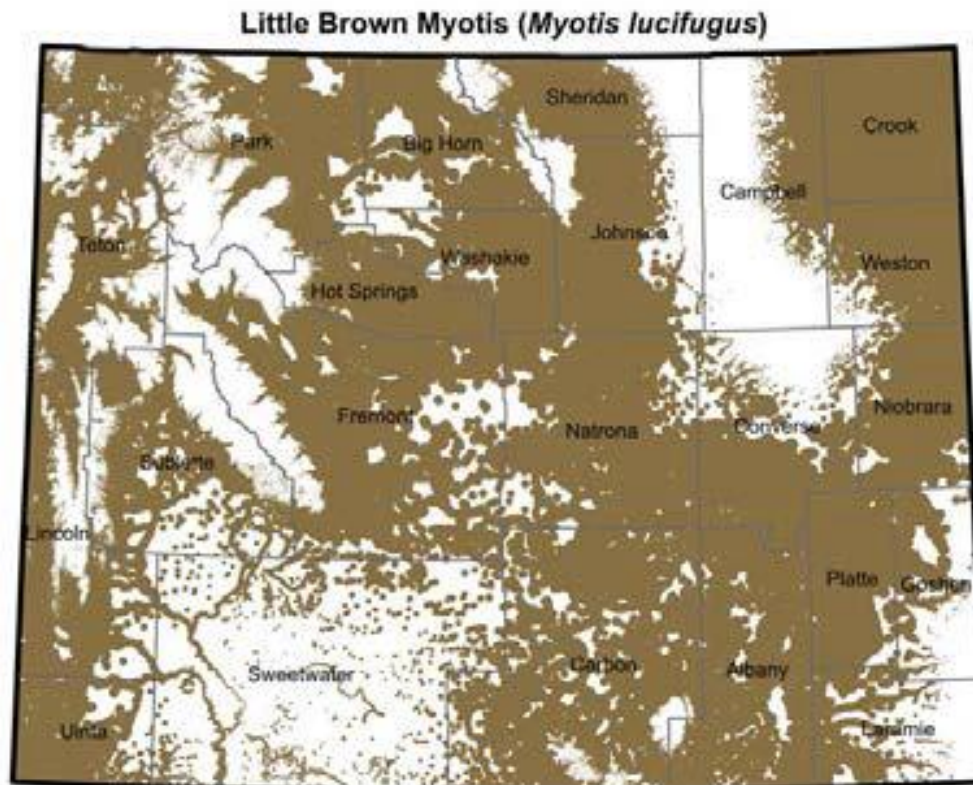 Little Brown Myotis (Myotis lucifugus)
Sheridan
Crook
Park
Big Horn
Campbell
Teton
Johnson
Washakie
Weston
Hot Springs
Fremont
Niobrara
Natrona
Converse
Sublette
Lincoln
Platte
Goshen
Sweetwater
Carbon
Albany
Uinta
Laramie